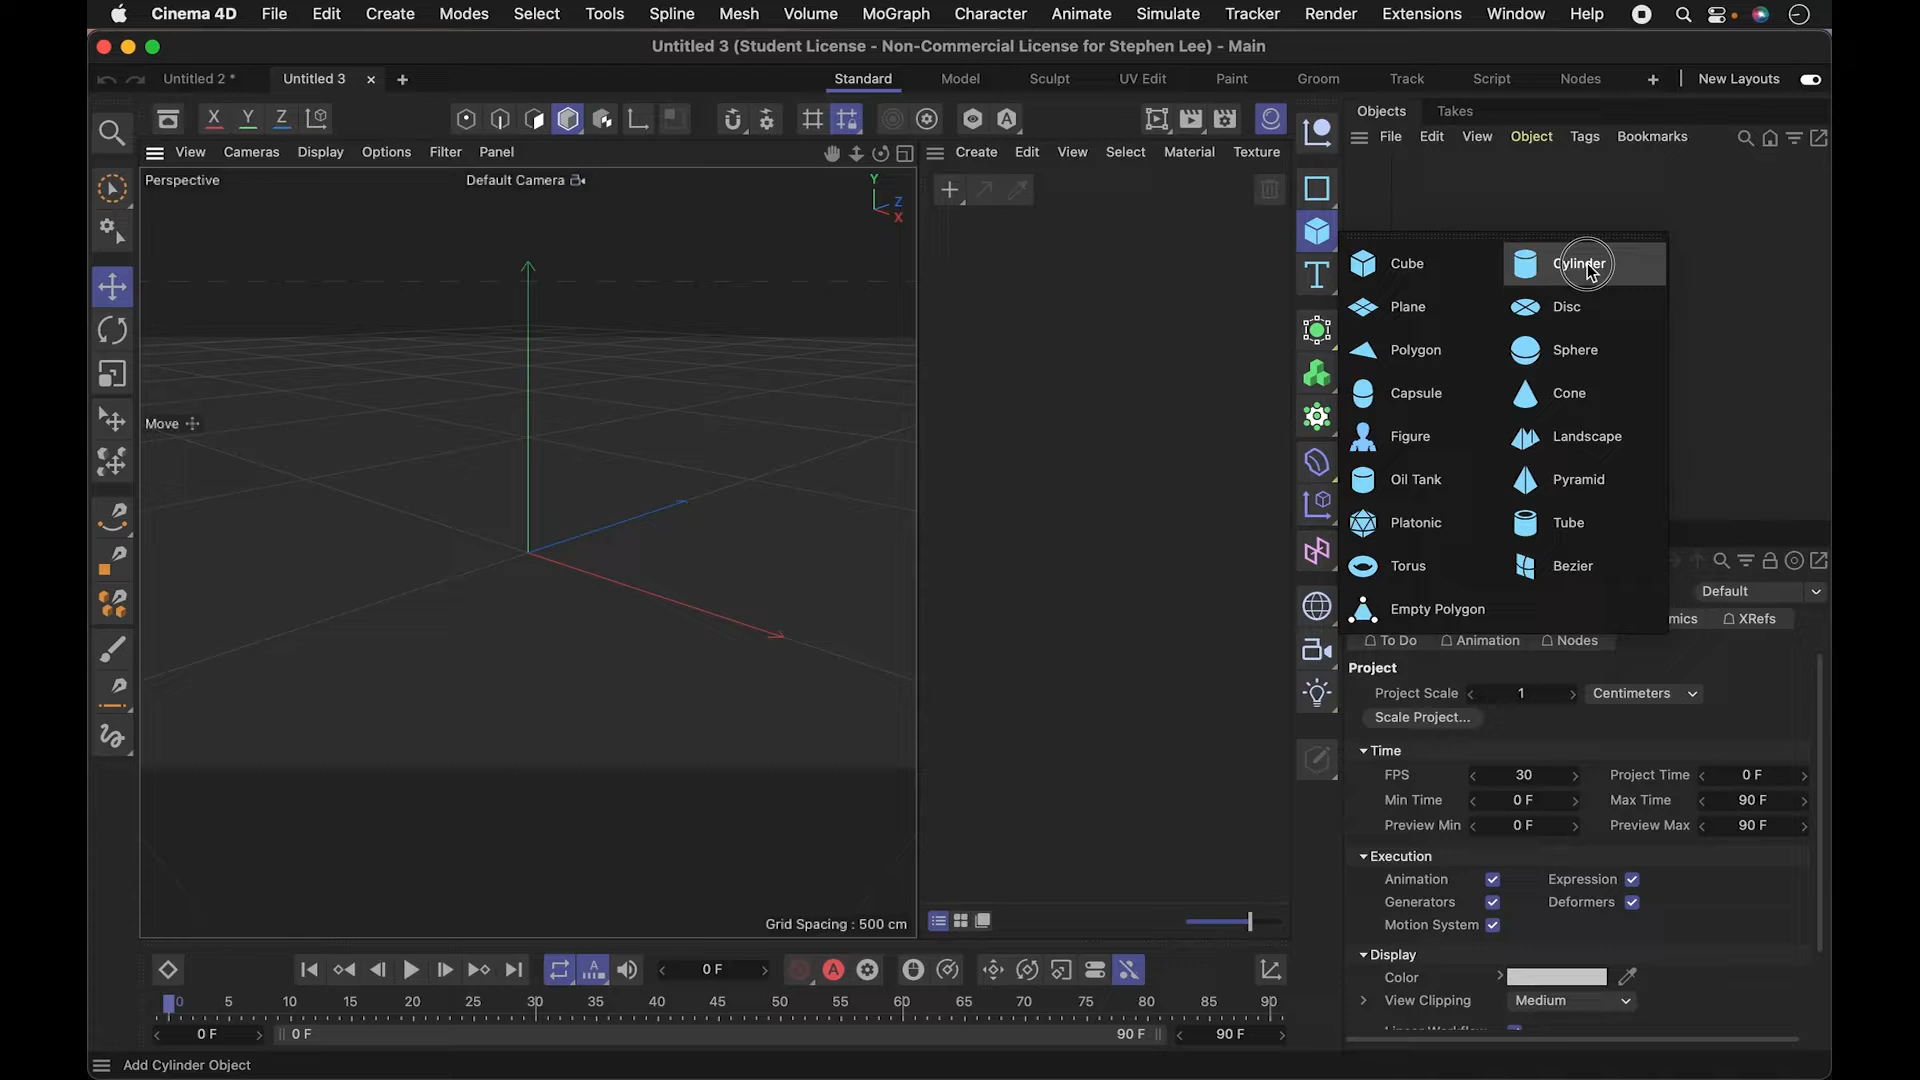 Cinema 4D File Edit Create Modes Select Tools Spline Mesh Volume MoGraph Character Animate Simulate Tracker Render Extensions Window Help
Untitled 3 (Student License - Non-Commercial License for Stephen Lee) - Main
Untitled 2 * Untitled 3 Standard Model Sculpt UV Edit Paint Groom Track Script Nodes New Layouts
Objects Takes
X Y Z
File Edit View Object Tags Bookmarks
View Cameras Display Options Filter Panel
Create Edit View Select Material Texture
Perspective Default Camera
Y
Z
X
Cube Cylinder
Plane Disc
Polygon Sphere
Capsule Cone
Move
Figure Landscape
Oil Tank Pyramid
Platonic Tube
Torus Bezier
Default
Empty Polygon
mics XRefs
To Do Animation Nodes
Project
Project Scale 1 Centimeters
Scale Project...
Time
FPS 30 Project Time 0 F
Min Time 0 F Max Time 90 F
Preview Min 0 F Preview Max 90 F
Execution
Animation Expression
Generators Deformers
Motion System
Grid Spacing : 500 cm
Display
Color
View Clipping Medium
0 F
0 5 10 15 20 25 30 35 40 45 50 55 60 65 70 75 80 85 90
0 F 0 F 90 F 90 F
Add Cylinder Object